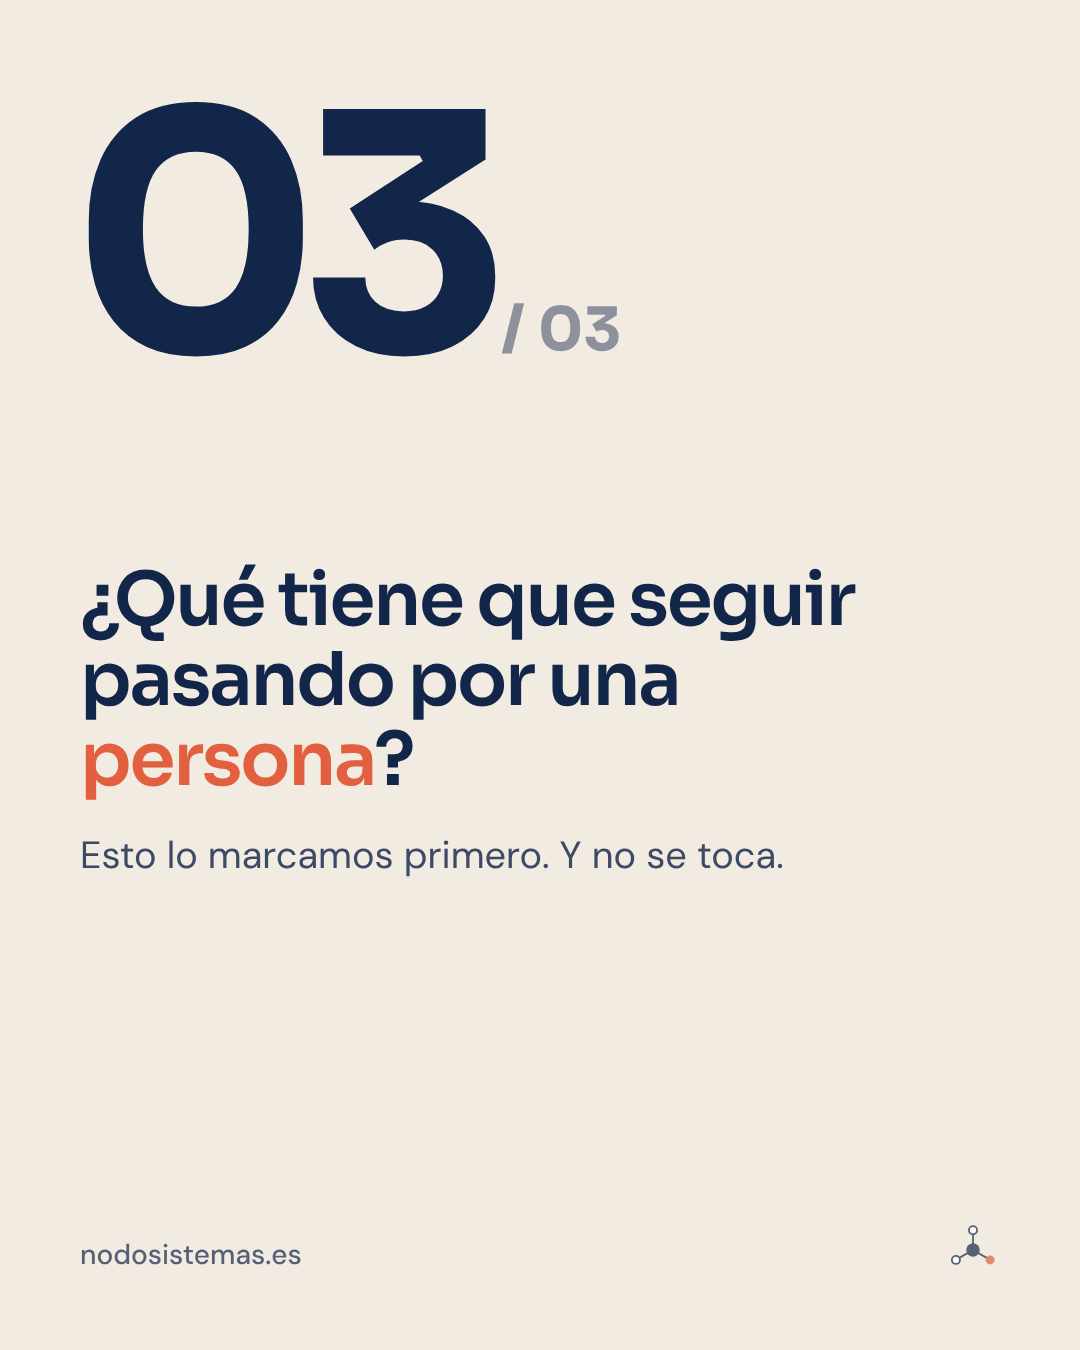 03 / 03
¿Qué tiene que seguir
pasando por una
persona?
Esto lo marcamos primero. Y no se toca.
nodosistemas.es